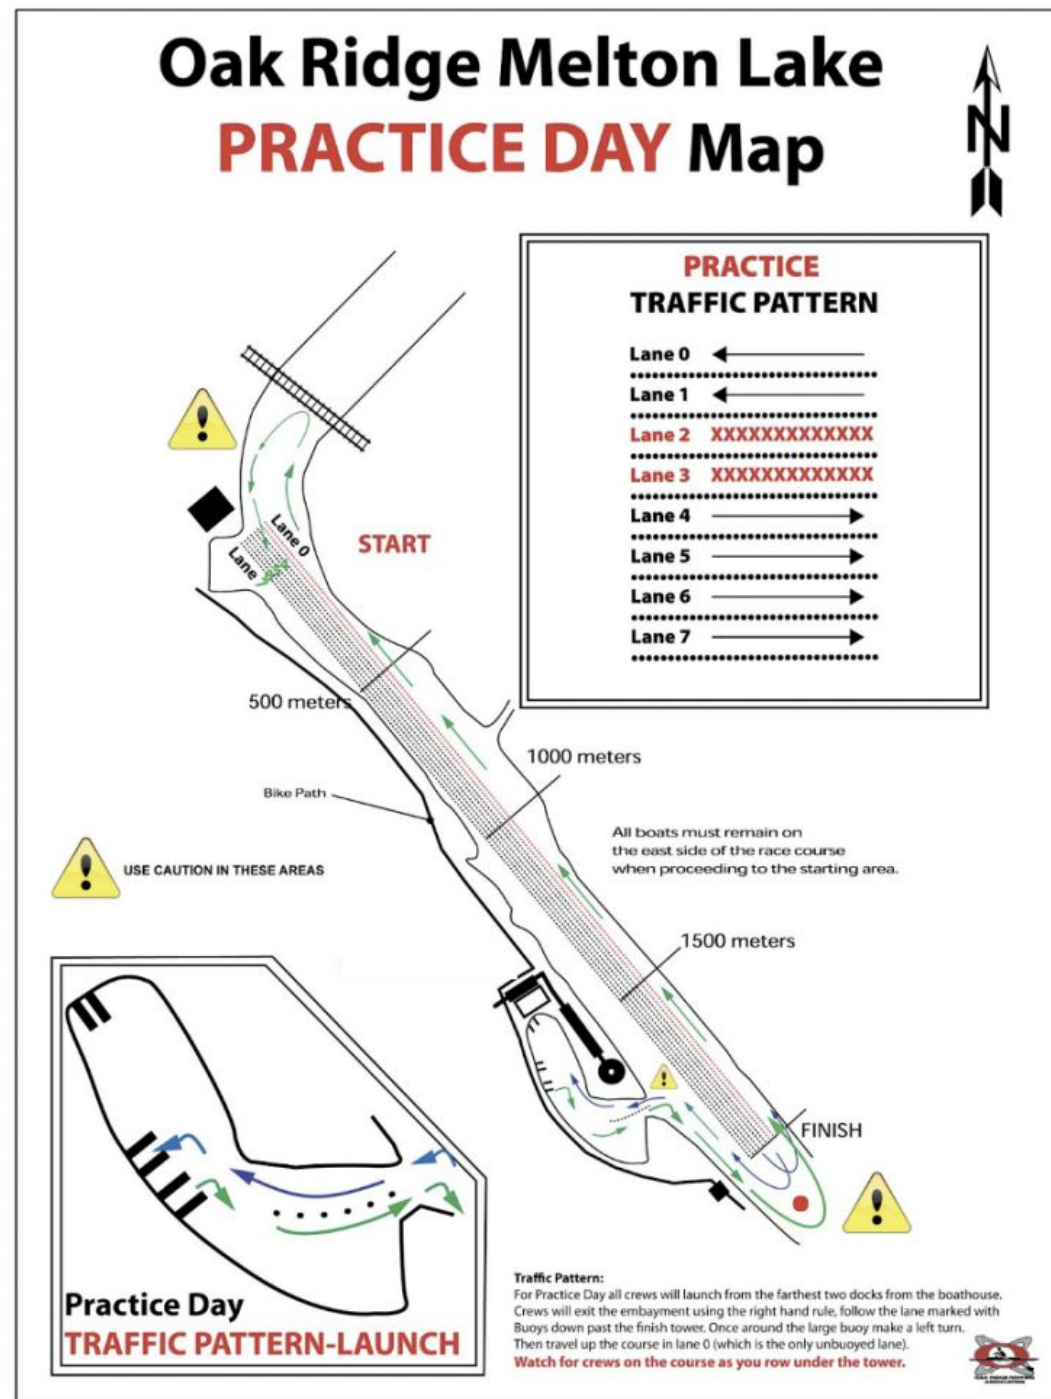 Oak Ridge Melton Lake
PRACTICE DAY Map
N
PRACTICE
TRAFFIC PATTERN
Lane 0
Lane 1
Lane 2 XXXXXXXXXXXXX
Lane 3 XXXXXXXXXXXXX
Lane 4
Lane 5
Lane 6
Lane 7
Lane 0
Lane
START
500 meters
1000 meters
Bike Path
All boats must remain on
the east side of the race course
when proceeding to the starting area.
USE CAUTION IN THESE AREAS
1500 meters
FINISH
Practice Day
TRAFFIC PATTERN-LAUNCH
Traffic Pattern:
For Practice Day all crews will launch from the farthest two docks from the boathouse.
Crews will exit the embayment using the right hand rule, follow the lane marked with
Buoys down past the finish tower. Once around the large buoy make a left turn.
Then travel up the course in lane 0 (which is the only unbuoyed lane).
Watch for crews on the course as you row under the tower.